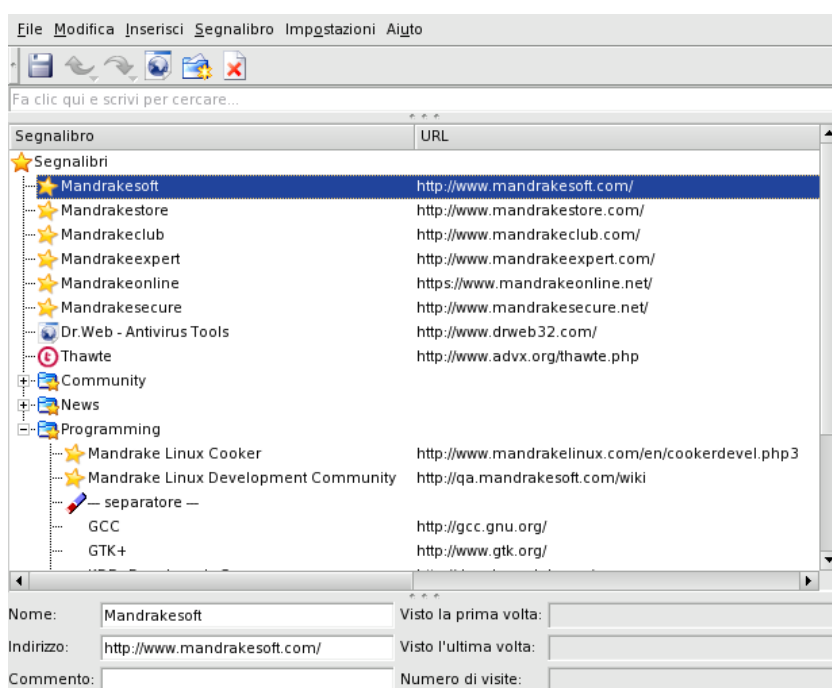 File Modifica Inserisci Segnalibro Impostazioni Aiuto
Fa clic qui e scrivi per cercare...
Segnalibro URL
Segnalibri
Mandrakesoft http://www.mandrakesoft.com/
Mandrakestore http://www.mandrakestore.com/
Mandrakeclub http://www.mandrakeclub.com/
Mandrakeexpert http://www.mandrakeexpert.com/
Mandrakeonline https://www.mandrakeonline.net/
Mandrakesecure http://www.mandrakesecure.net/
Dr.Web - Antivirus Tools http://www.drweb32.com/
Thawte http://www.advx.org/thawte.php
Community
News
Programming
Mandrake Linux Cooker http://www.mandrakelinux.com/en/cookerdevel.php3
Mandrake Linux Development Community http://qa.mandrakesoft.com/wiki
— separatore —
GCC http://gcc.gnu.org/
GTK+ http://www.gtk.org/
Nome: Mandrakesoft Visto la prima volta:
Indirizzo: http://www.mandrakesoft.com/ Visto l'ultima volta:
Commento: Numero di visite: